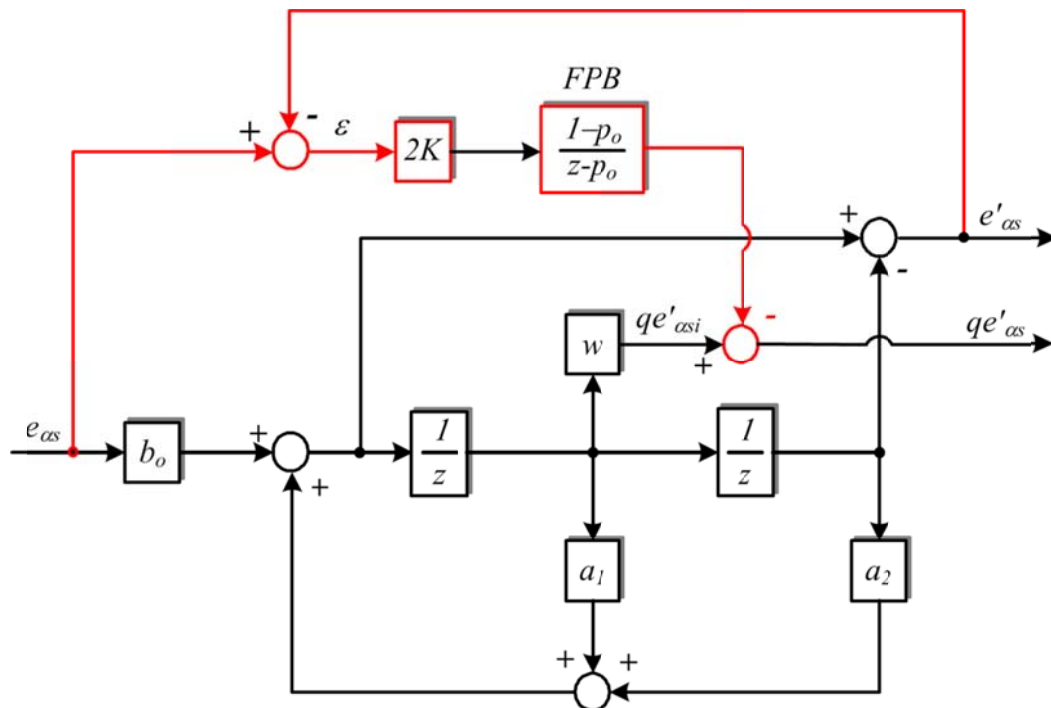 FPB
- 
+ ε 2K 1–pₒ
z-pₒ
+ e'αs
-
w qe'αsi - qe'αs
+
eαs bₒ + 1
z 1
z
+
a₁ a₂
+ +